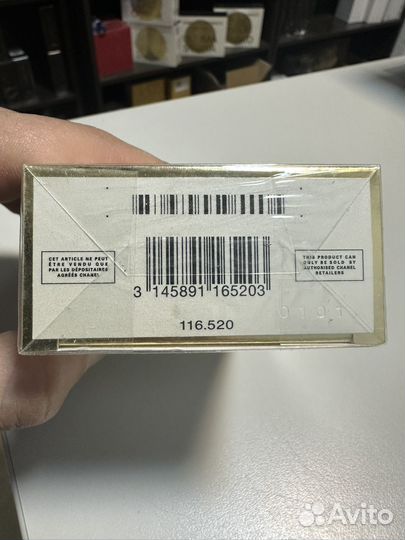 CET ARTICLE NE PEUT
ÊTRE VENDU QUE
PAR LES DÉPOSITAIRES
AGRÉÉS CHANEL
THIS PRODUCT CAN
ONLY BE SOLD BY
AUTHORISED CHANEL
RETAILERS
3 145891 165203
0101
116.520
Avito